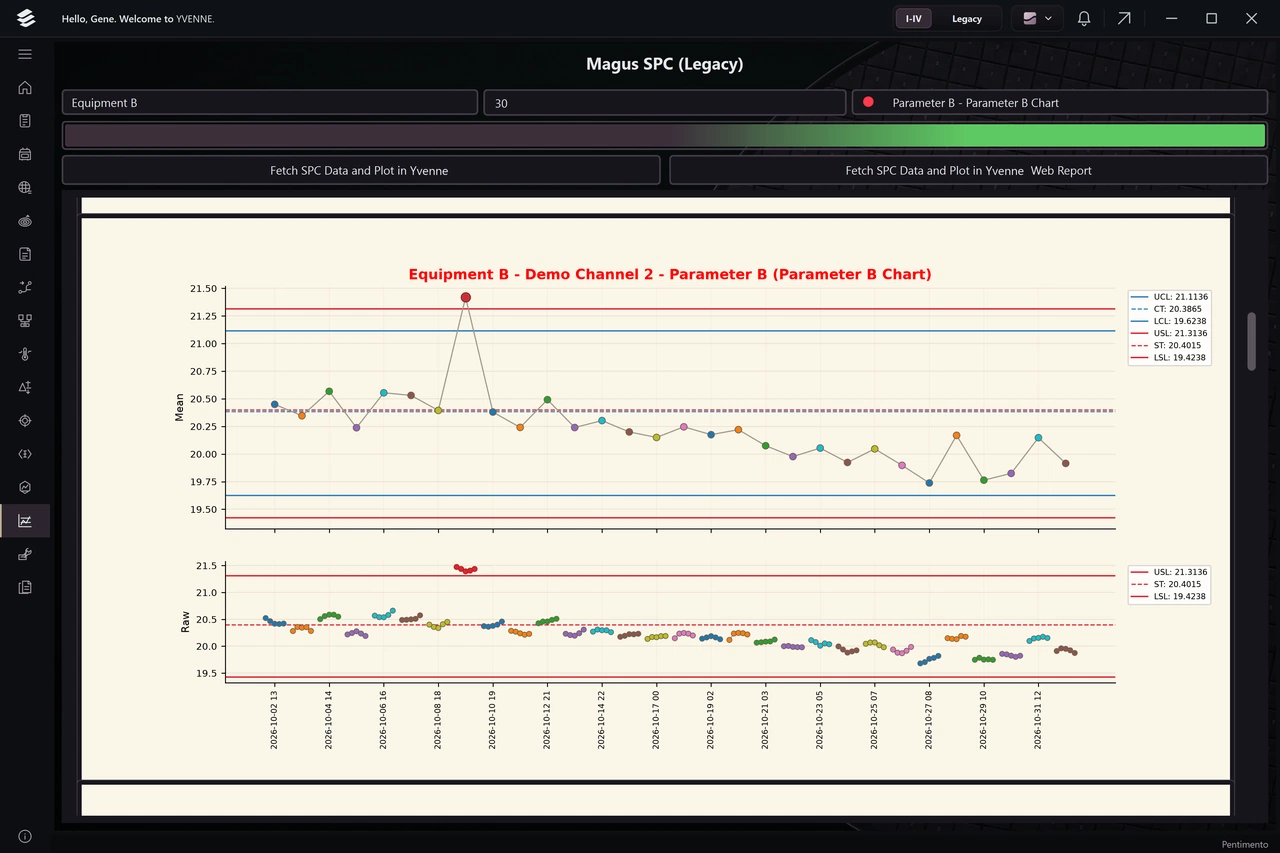 Hello, Gene. Welcome to YVENNE.
I-IV
Legacy
Magus SPC (Legacy)
Equipment B
30
Parameter B - Parameter B Chart
Fetch SPC Data and Plot in Yvenne
Fetch SPC Data and Plot in Yvenne Web Report
Equipment B - Demo Channel 2 - Parameter B (Parameter B Chart)
Mean
21.50
21.25
21.00
20.75
20.50
20.25
20.00
19.75
19.50
UCL: 21.1136
CT: 20.3865
LCL: 19.6238
USL: 21.3136
ST: 20.4015
LSL: 19.4238
Raw
21.5
21.0
20.5
20.0
19.5
USL: 21.3136
ST: 20.4015
LSL: 19.4238
2026-10-02 13
2026-10-04 14
2026-10-06 16
2026-10-08 18
2026-10-10 19
2026-10-12 21
2026-10-14 22
2026-10-17 00
2026-10-19 02
2026-10-21 03
2026-10-23 05
2026-10-25 07
2026-10-27 08
2026-10-29 10
2026-10-31 12
Pentimento